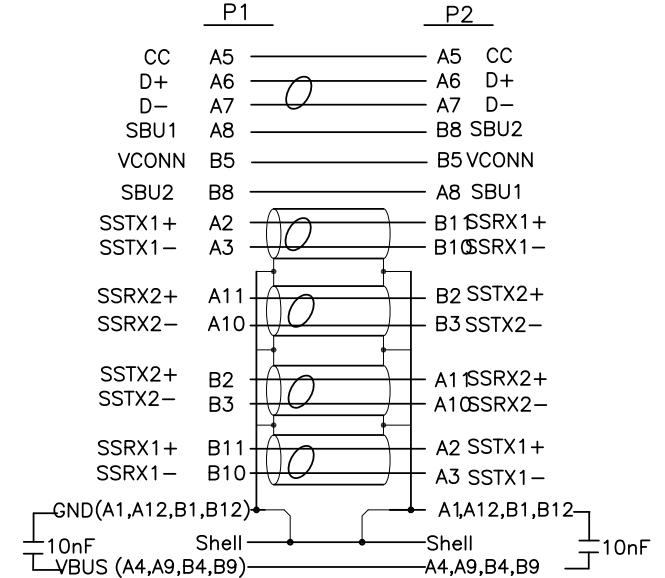 P1 P2
CC A5 A5 CC
D+ A6 A6 D+
D- A7 A7 D-
SBU1 A8 B8 SBU2
VCONN B5 B5 VCONN
SBU2 B8 A8 SBU1
SSTX1+ A2 B11 SSRX1+
SSTX1- A3 B10 SSRX1-
SSRX2+ A11 B2 SSTX2+
SSRX2- A10 B3 SSTX2-
SSTX2+ B2 A11 SSRX2+
SSTX2- B3 A10 SSRX2-
SSRX1+ B11 A2 SSTX1+
SSRX1- B10 A3 SSTX1-
GND(A1,A12,B1,B12) A1,A12,B1,B12
Shell Shell
10nF 10nF
VBUS (A4,A9,B4,B9) A4,A9,B4,B9